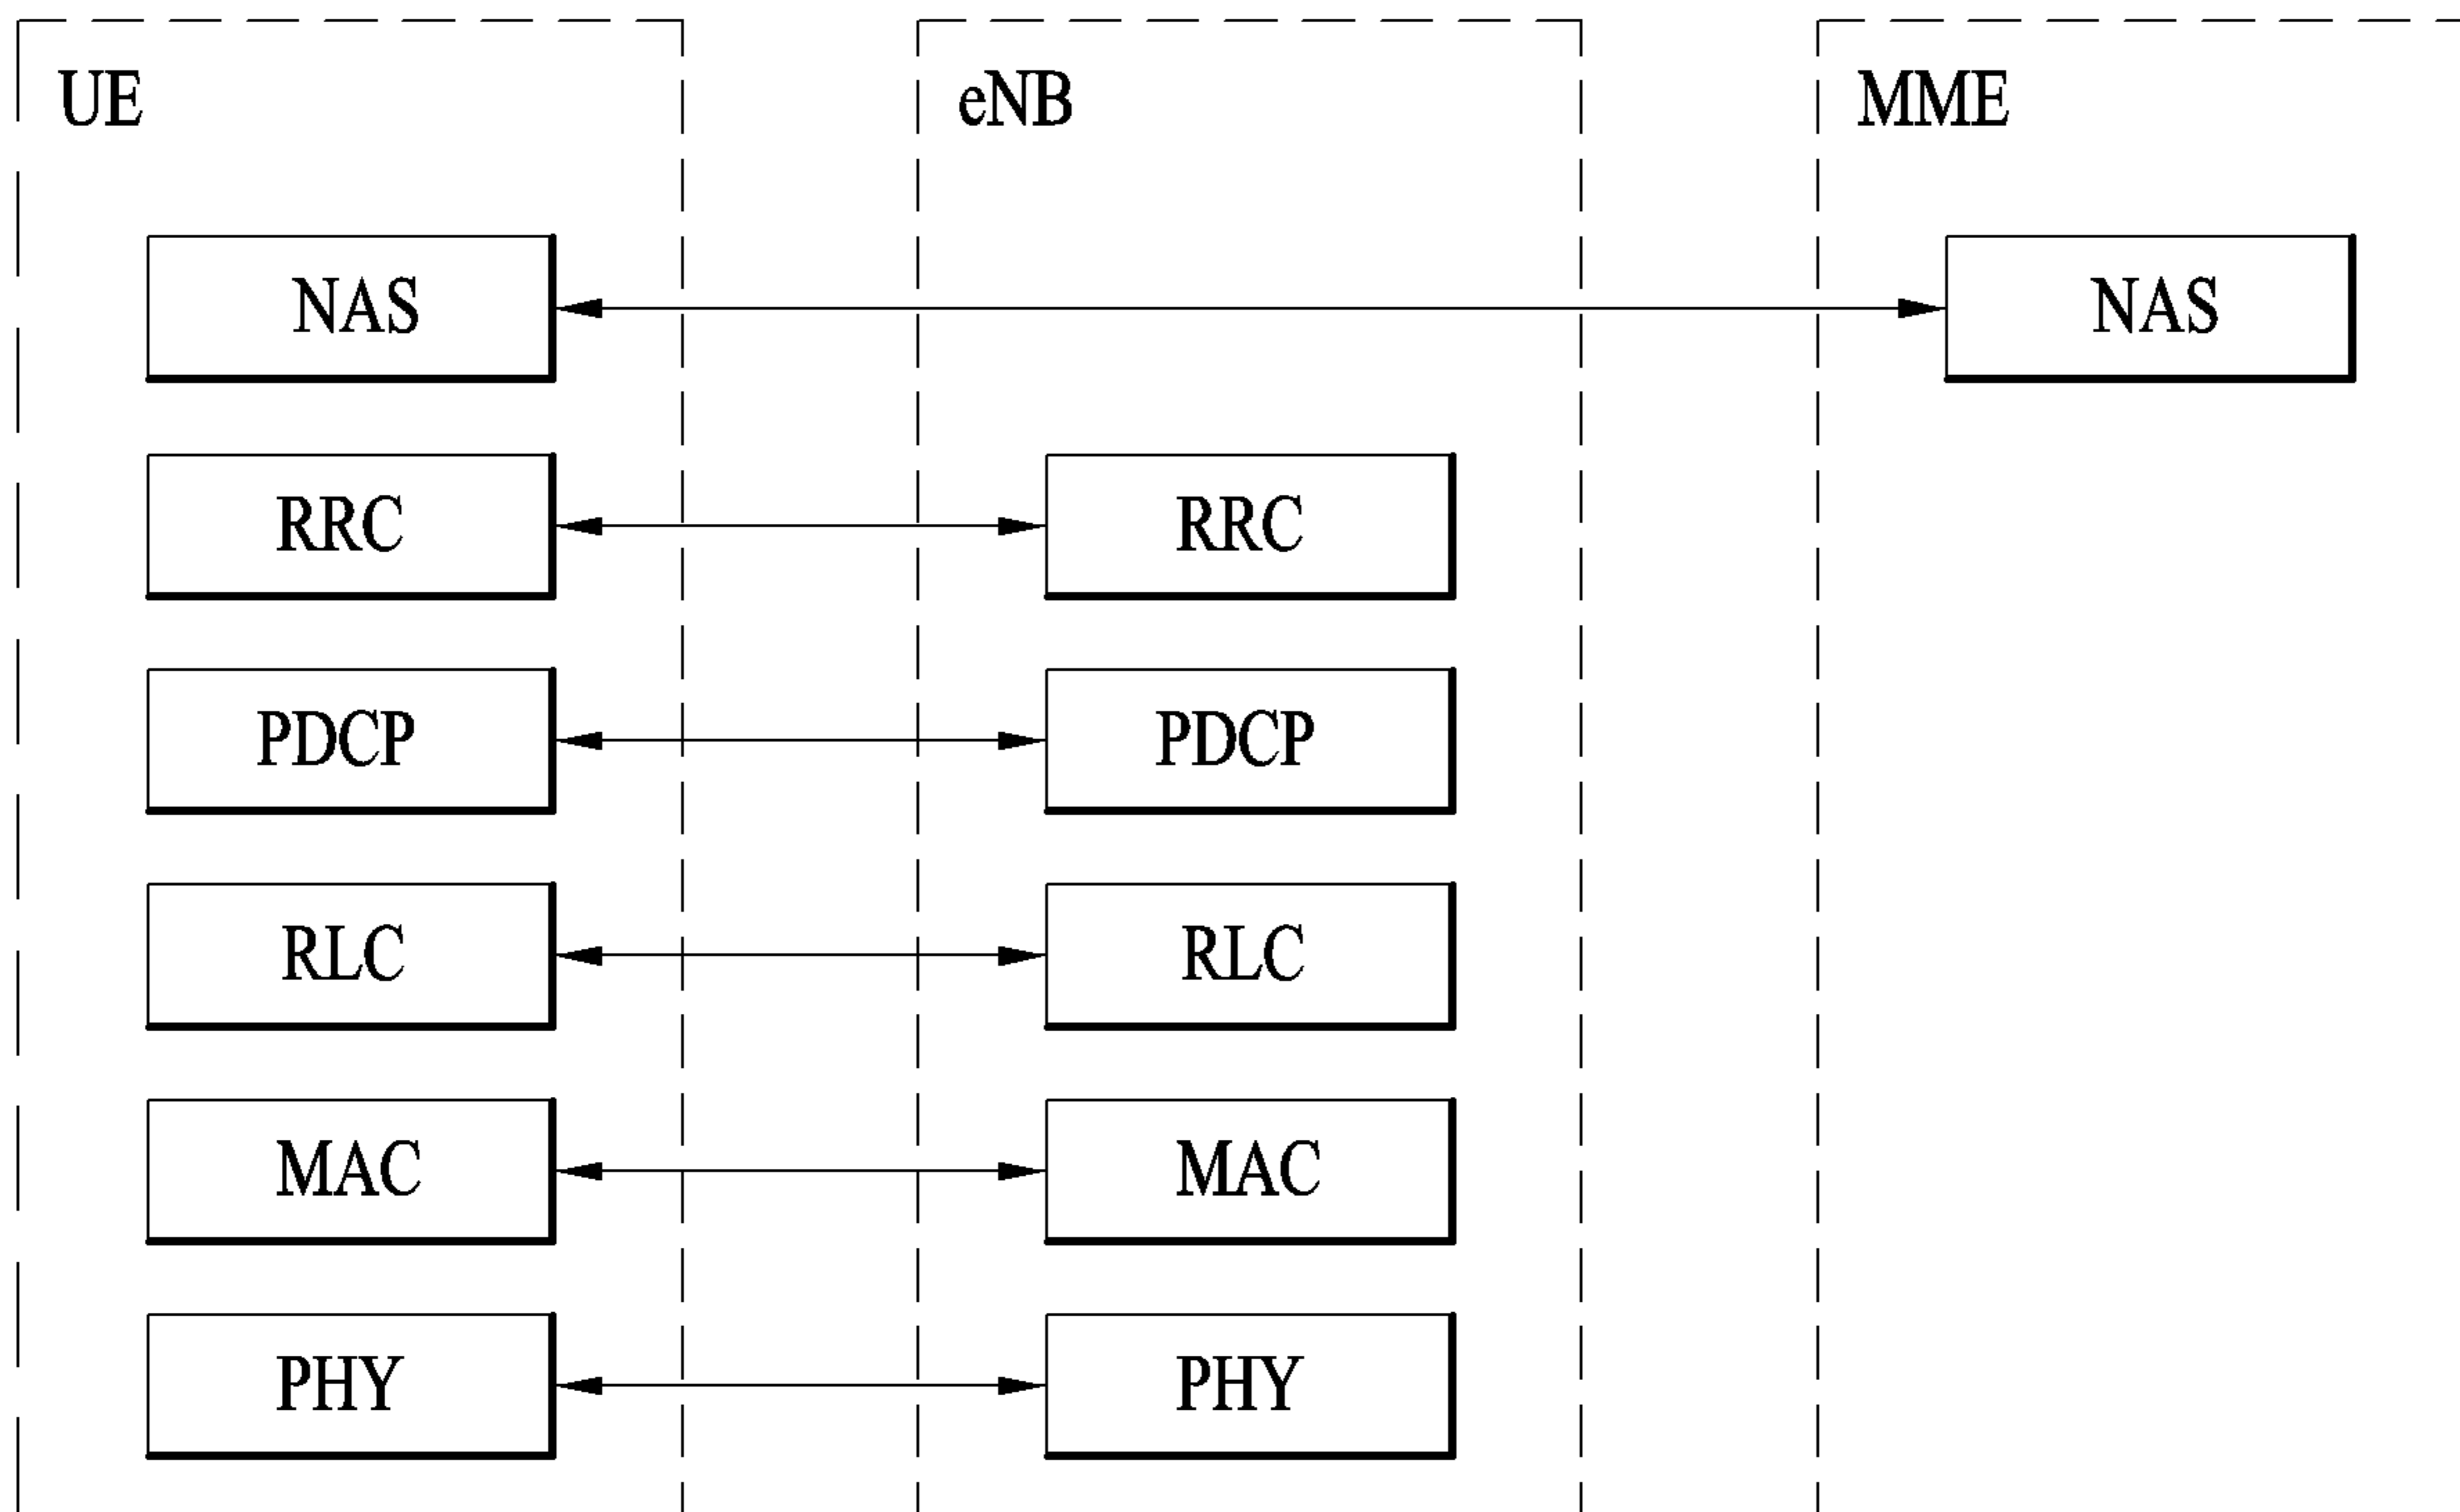 UE eNB MME
NAS NAS
RRC RRC
PDCP PDCP
RLC RLC
MAC MAC
PHY PHY